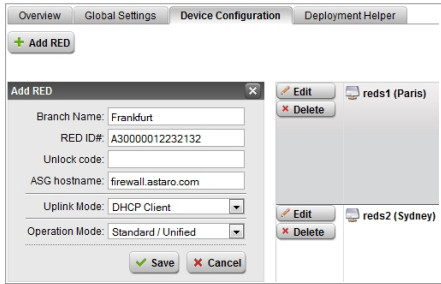 Overview Global Settings Device Configuration Deployment Helper
+ Add RED
Add RED
Branch Name: Frankfurt
RED ID#: A30000012232132
Unlock code:
ASG hostname: firewall.astaro.com
Uplink Mode: DHCP Client
Operation Mode: Standard / Unified
Save Cancel
Edit reds1 (Paris)
Delete
Edit reds2 (Sydney)
Delete